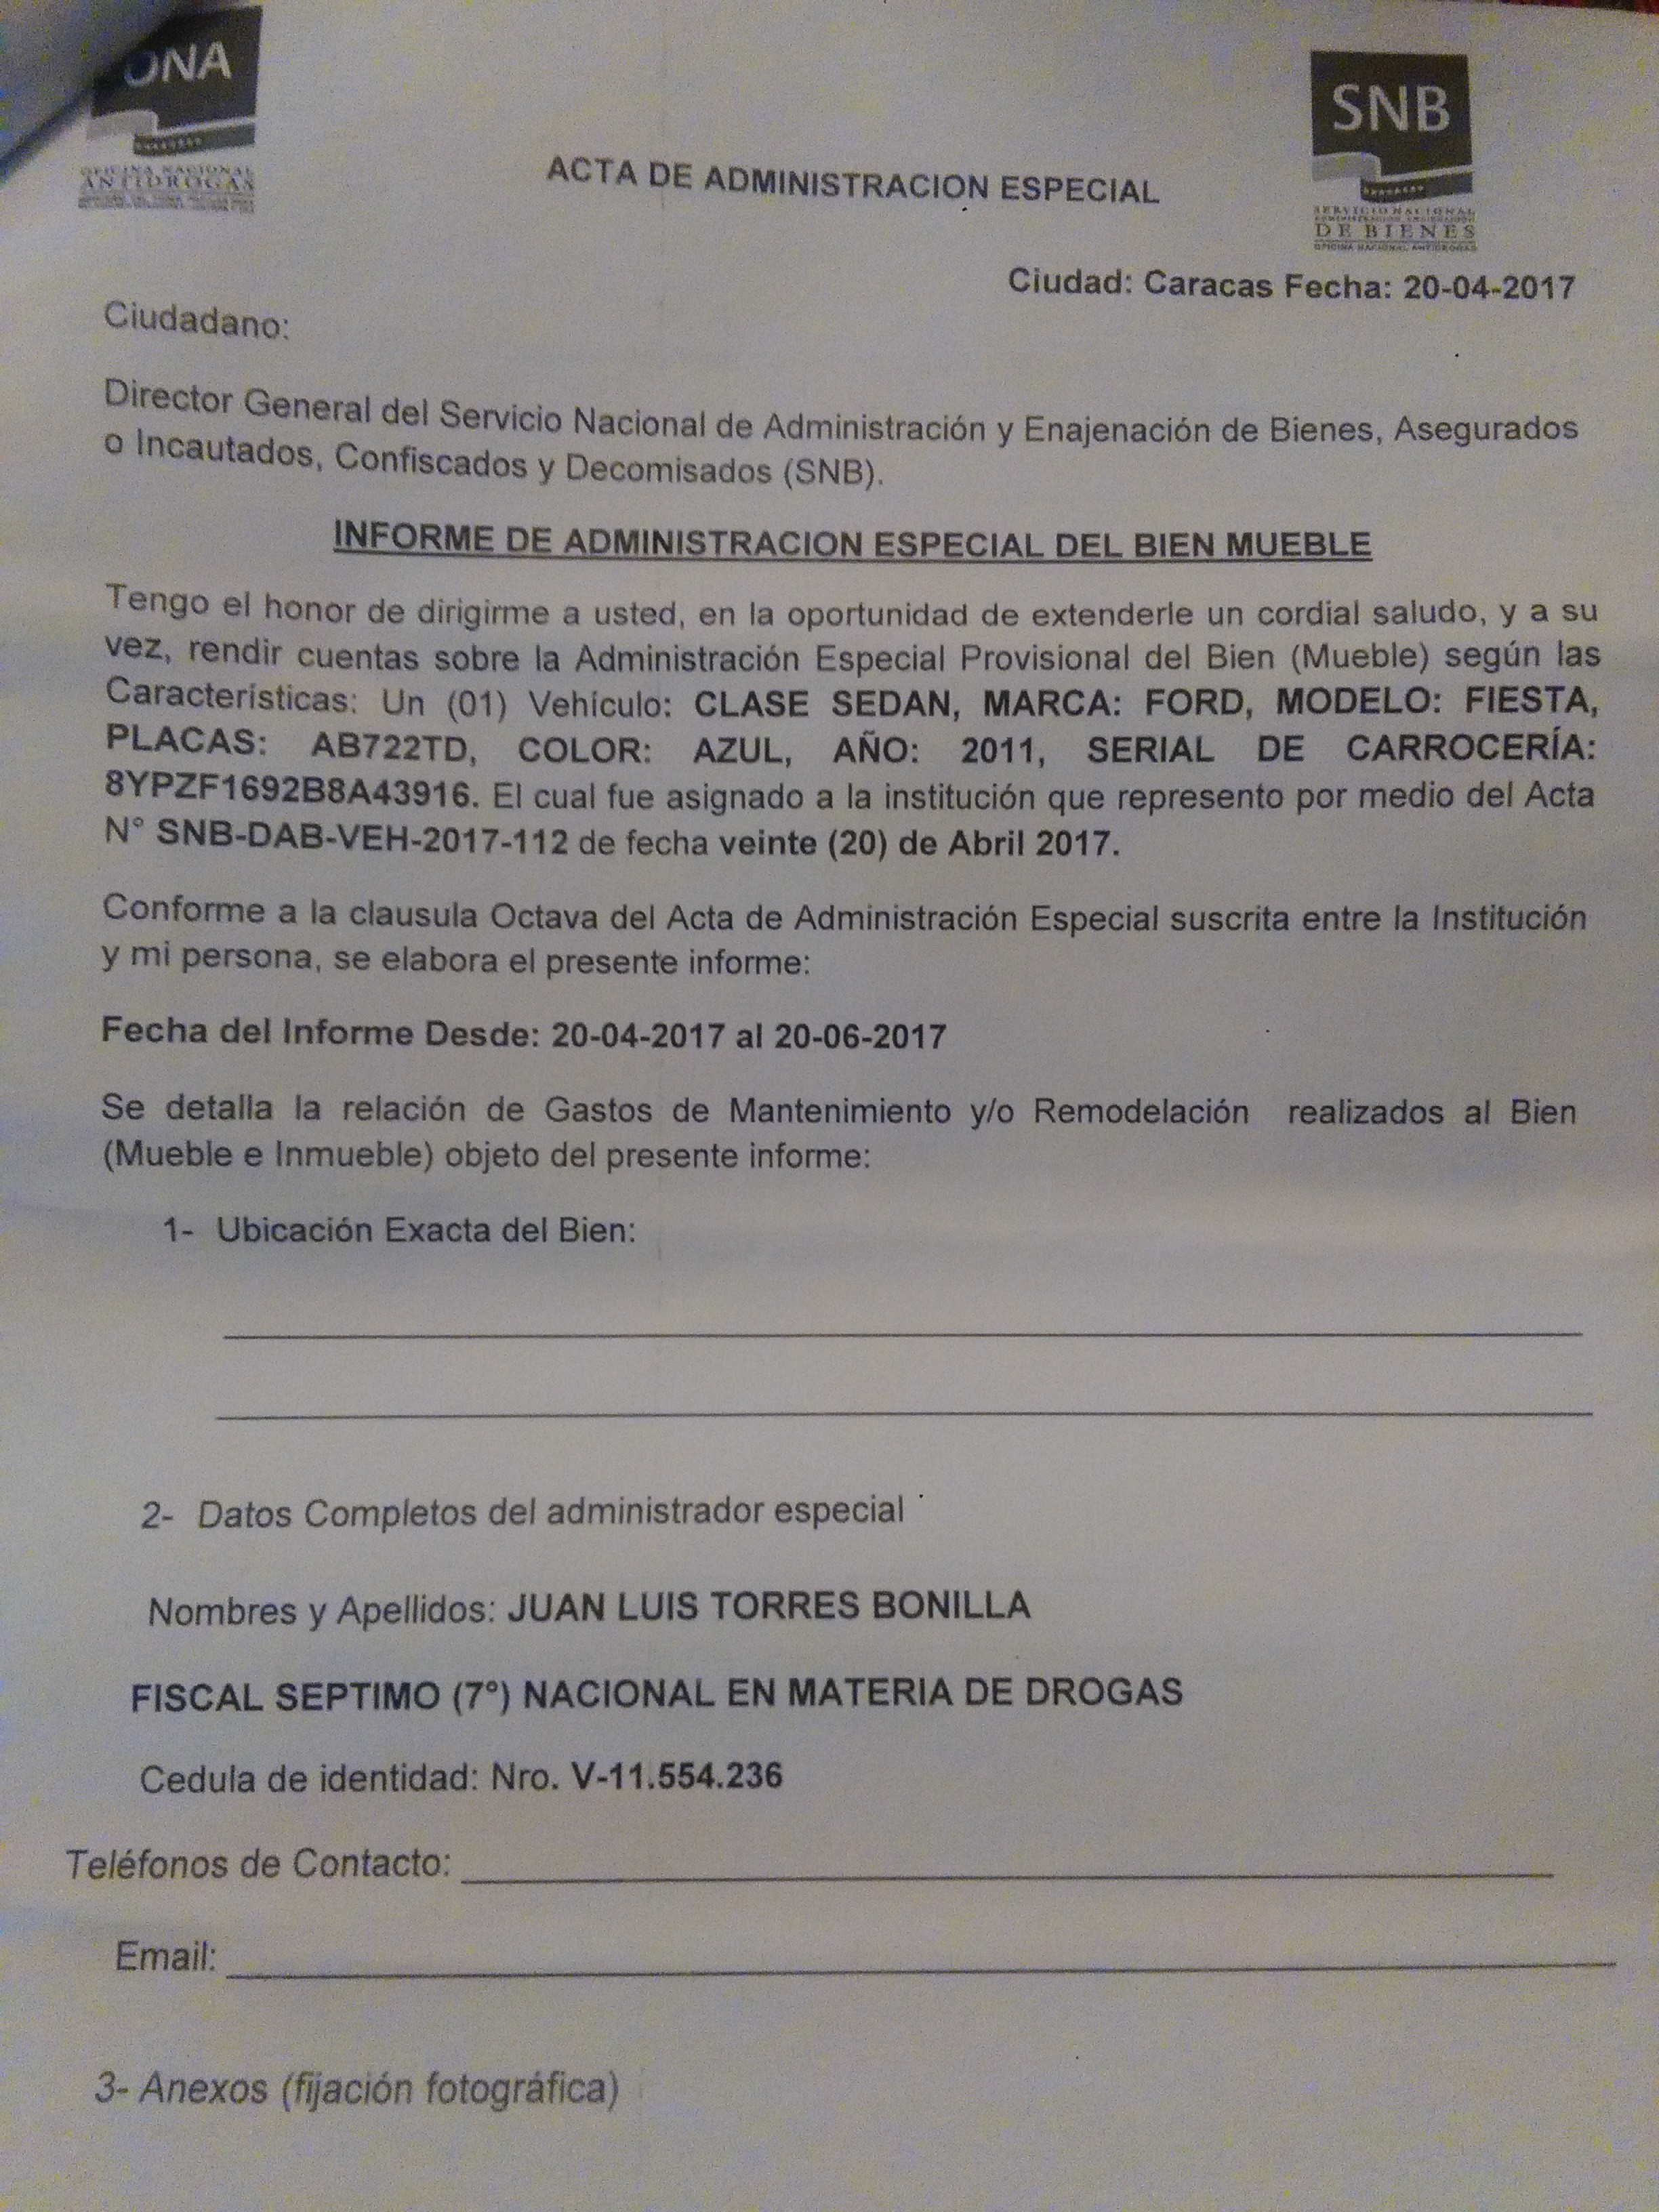 ONA
OFICINA NACIONAL
ANTIDROGAS
SNB
SERVICIO NACIONAL
DE BIENES
OFICINA NACIONAL ANTIDROGAS
ACTA DE ADMINISTRACION ESPECIAL
Ciudad: Caracas Fecha: 20-04-2017
Ciudadano:
Director General del Servicio Nacional de Administración y Enajenación de Bienes, Asegurados
o Incautados, Confiscados y Decomisados (SNB).
INFORME DE ADMINISTRACION ESPECIAL DEL BIEN MUEBLE
Tengo el honor de dirigirme a usted, en la oportunidad de extenderle un cordial saludo, y a su
vez, rendir cuentas sobre la Administración Especial Provisional del Bien (Mueble) según las
Características: Un (01) Vehículo: CLASE SEDAN, MARCA: FORD, MODELO: FIESTA,
PLACAS: AB722TD, COLOR: AZUL, AÑO: 2011, SERIAL DE CARROCERÍA:
8YPZF1692B8A43916. El cual fue asignado a la institución que represento por medio del Acta
N° SNB-DAB-VEH-2017-112 de fecha veinte (20) de Abril 2017.
Conforme a la clausula Octava del Acta de Administración Especial suscrita entre la Institución
y mi persona, se elabora el presente informe:
Fecha del Informe Desde: 20-04-2017 al 20-06-2017
Se detalla la relación de Gastos de Mantenimiento y/o Remodelación realizados al Bien
(Mueble e Inmueble) objeto del presente informe:
1- Ubicación Exacta del Bien:
2- Datos Completos del administrador especial
Nombres y Apellidos: JUAN LUIS TORRES BONILLA
FISCAL SEPTIMO (7°) NACIONAL EN MATERIA DE DROGAS
Cedula de identidad: Nro. V-11.554.236
Teléfonos de Contacto:
Email:
3- Anexos (fijación fotográfica)